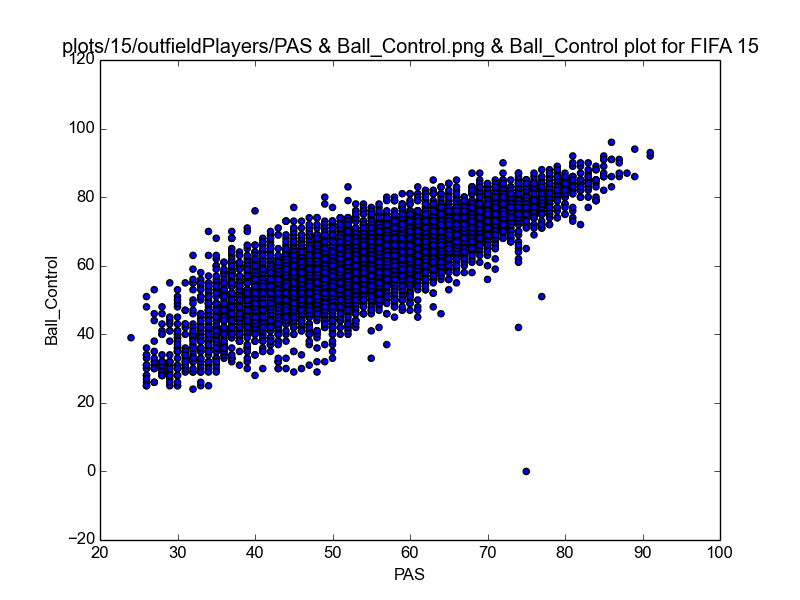 plots/15/outfieldPlayers/PAS & Ball_Control.png & Ball_Control plot for FIFA 15
120
100
80
60
40
20
0
−20
Ball_Control
20 30 40 50 60 70 80 90 100
PAS